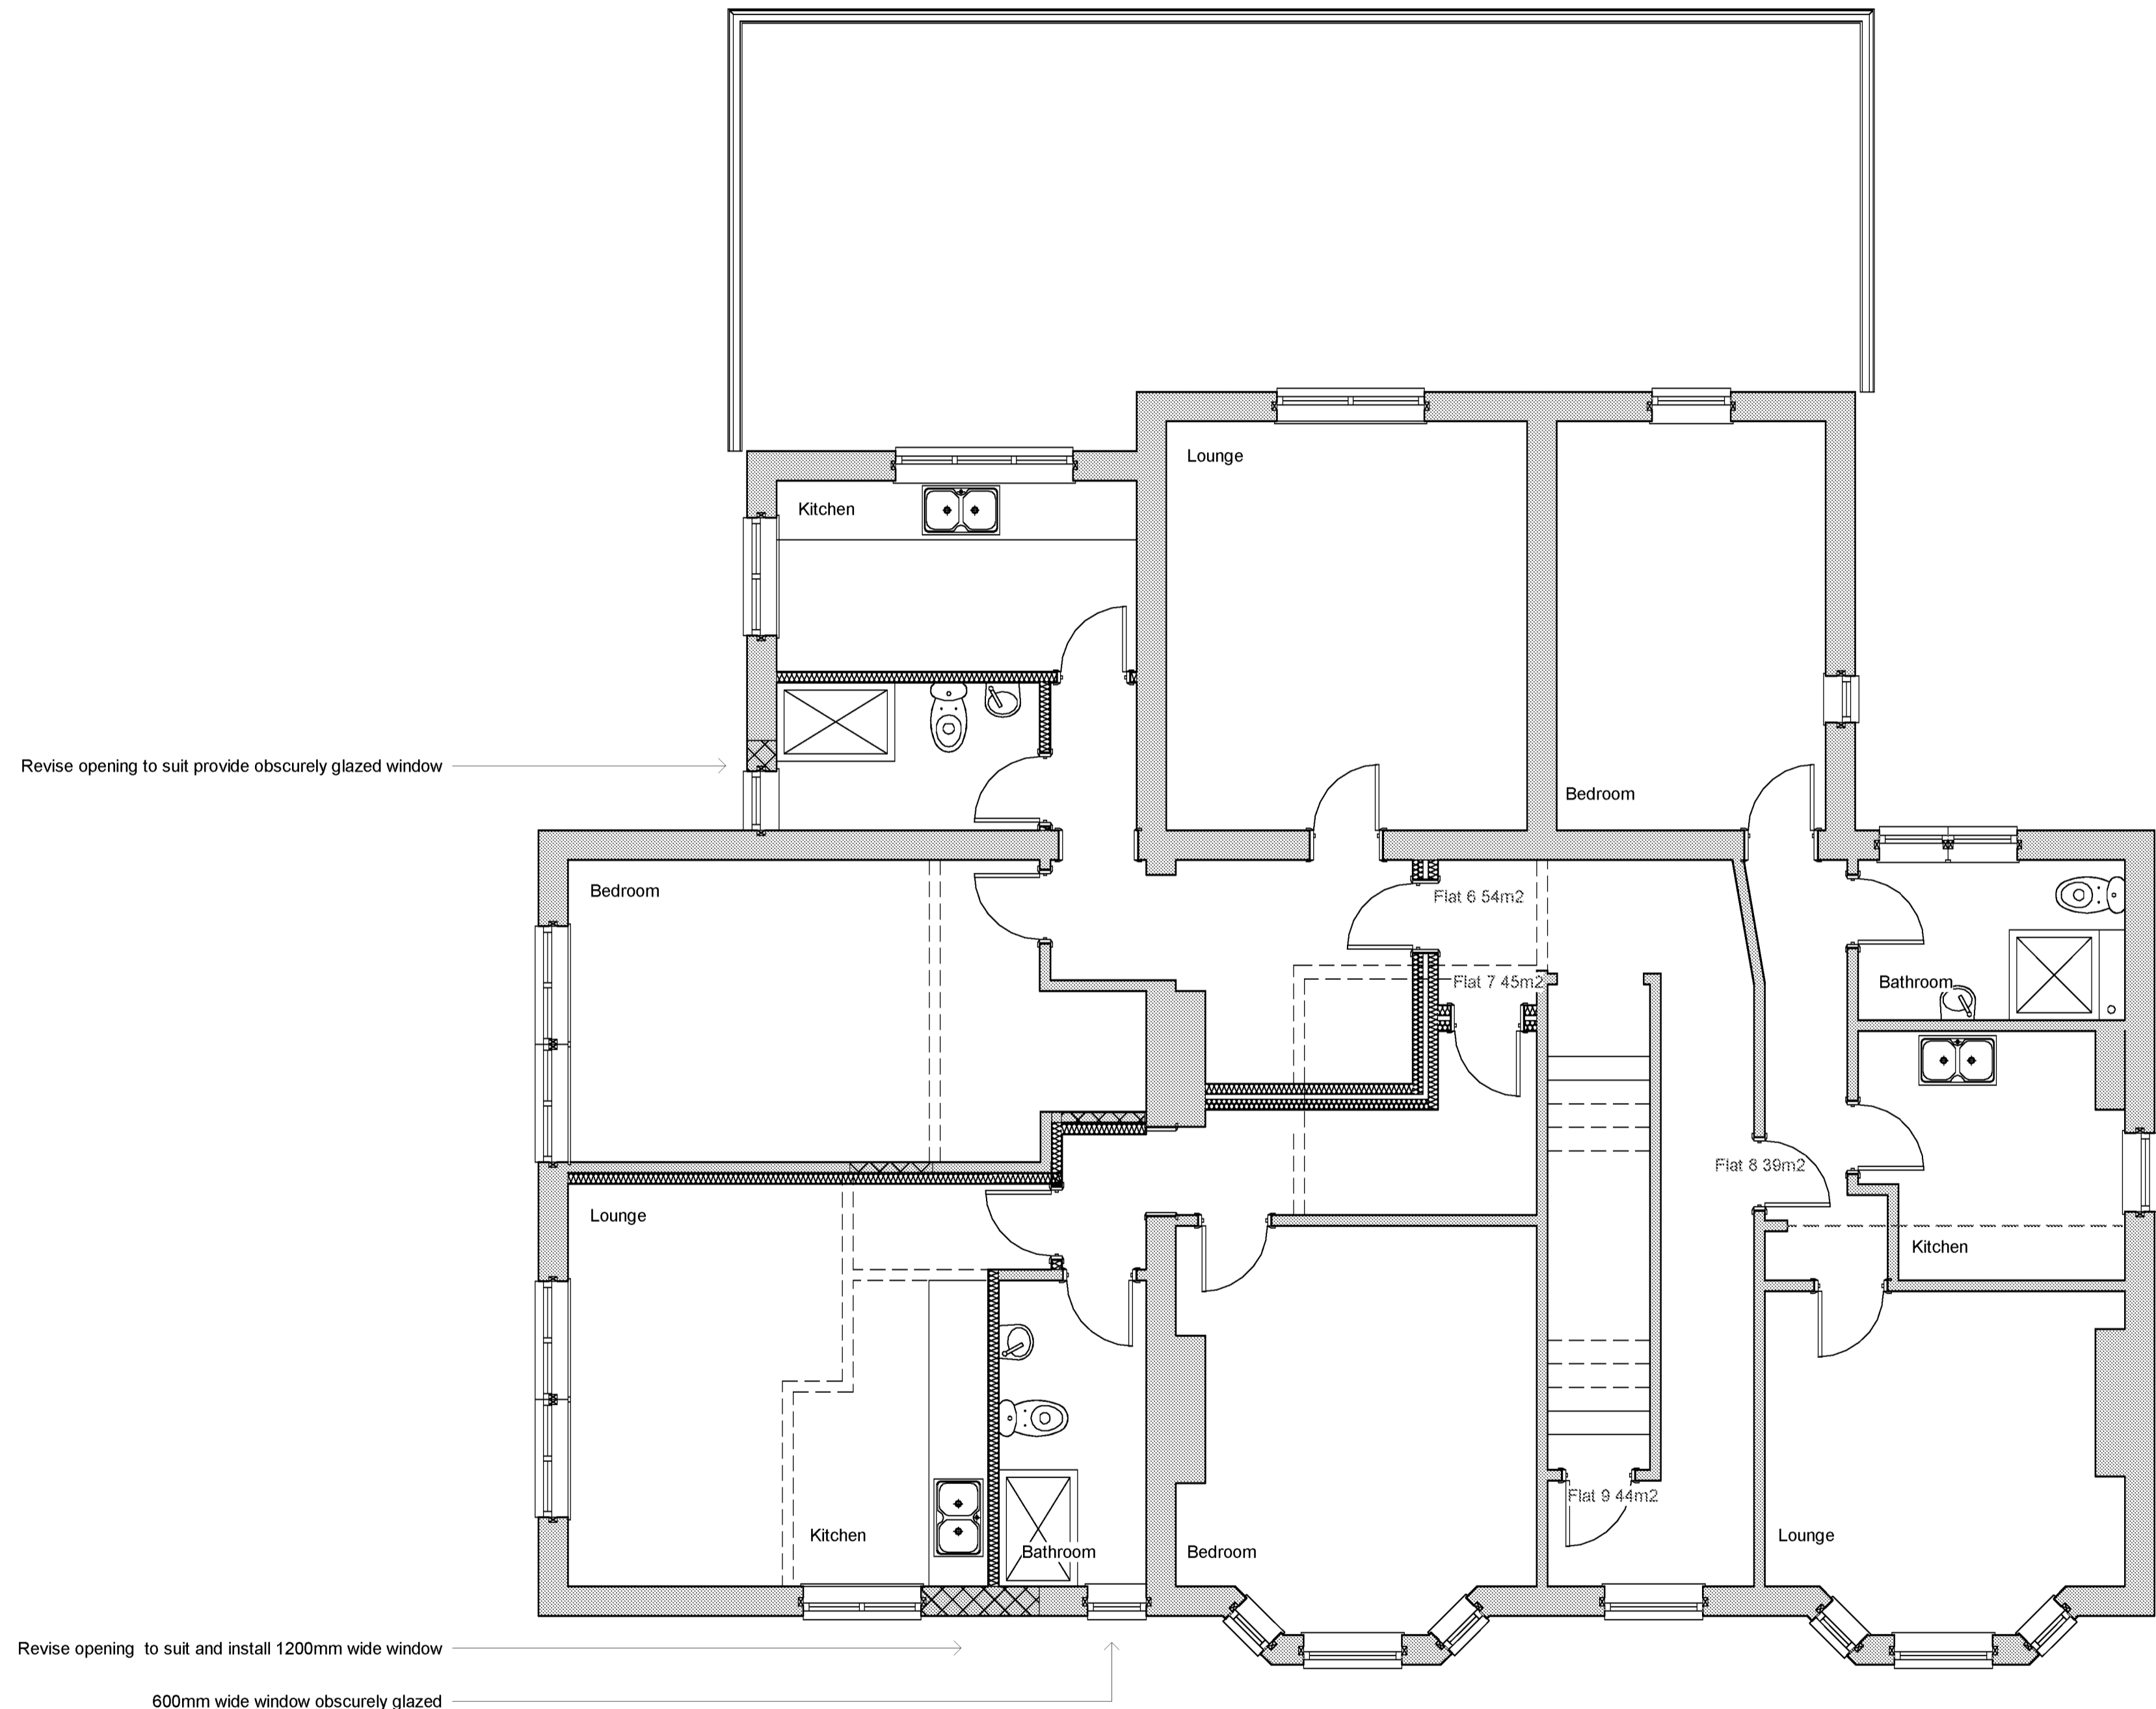 Lounge
Kitchen
Revise opening to suit provide obscurely glazed window
Bedroom
Bedroom
Flat 6 54m2
Flat 7 45m2
Bathroom
Flat 8 39m2
Lounge
Kitchen
Flat 9 44m2
Kitchen
Bathroom
Bedroom
Lounge
Revise opening  to suit and install 1200mm wide window
600mm wide window obscurely glazed